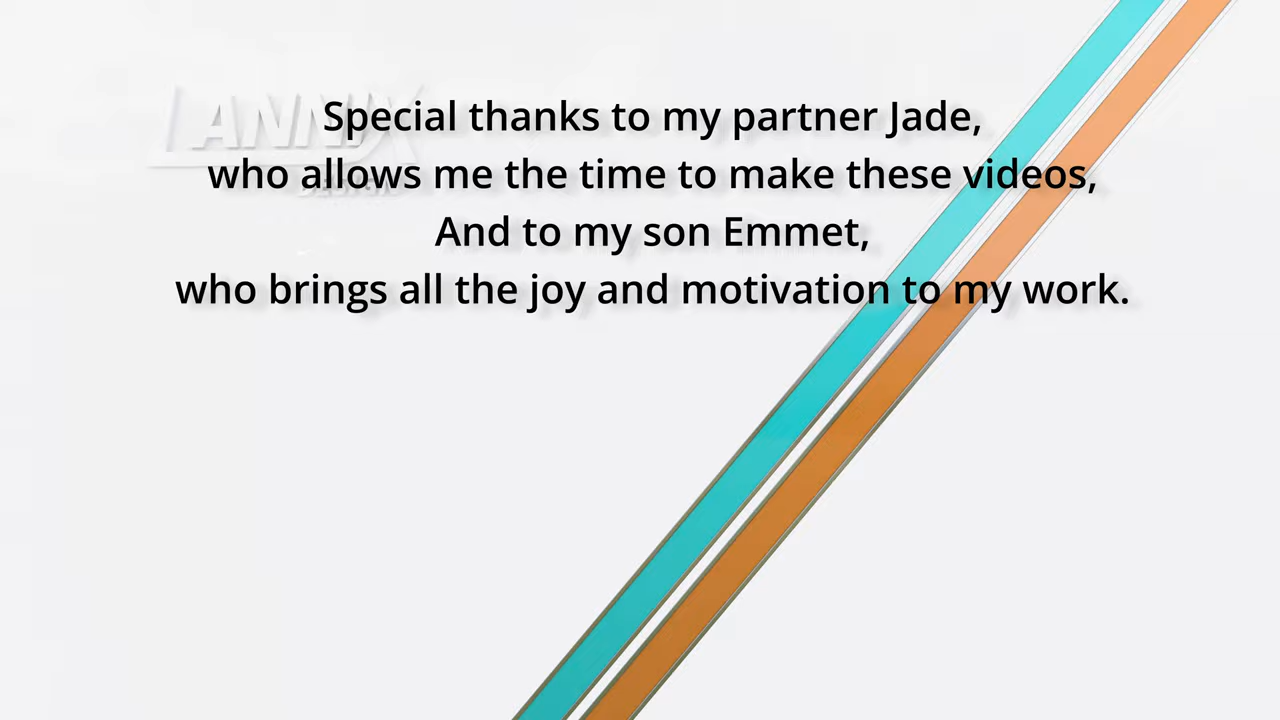 LANNIX
Special thanks to my partner Jade,
who allows me the time to make these videos,
And to my son Emmet,
who brings all the joy and motivation to my work.